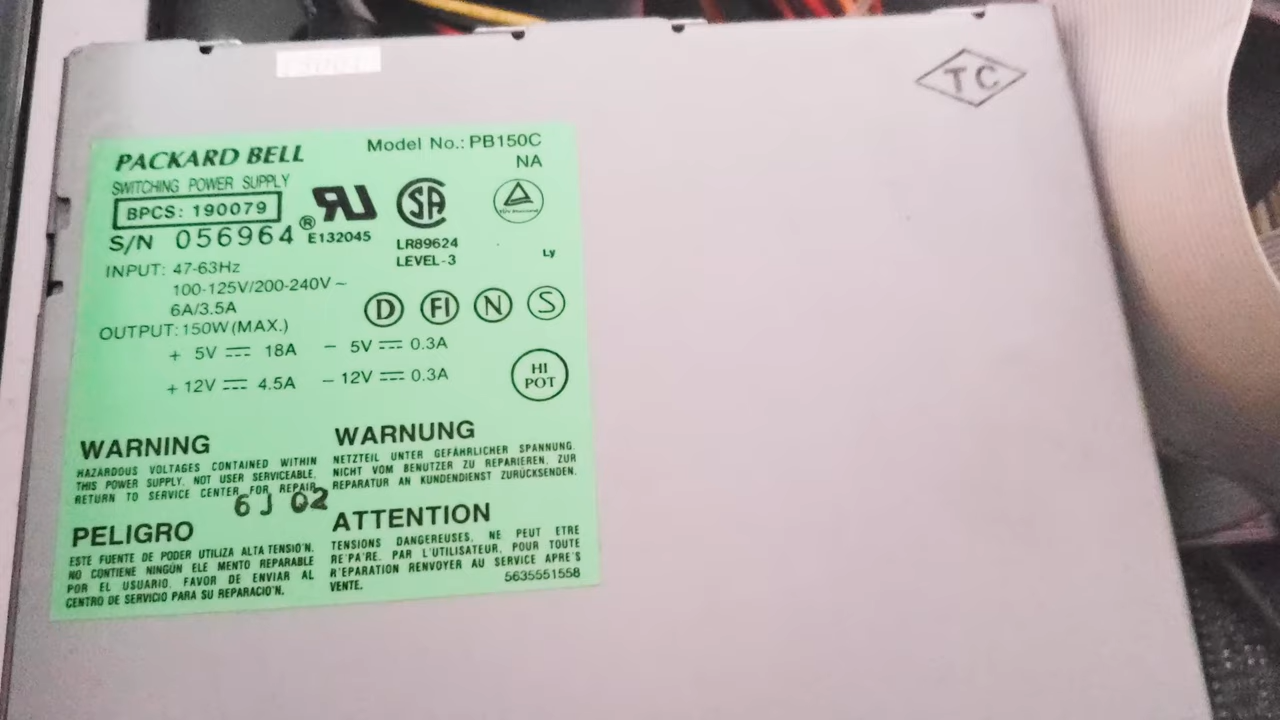 TC
PACKARD BELL
Model No.: PB150C
NA
SWITCHING POWER SUPPLY
BPCS: 190079
S/N 056964
®
E132045
LR89624
LEVEL-3
Ly
INPUT: 47-63Hz
100-125V/200-240V~
6A/3.5A
D FI N S
OUTPUT: 150W(MAX.)
+ 5V ⎓ 18A − 5V ⎓ 0.3A
+ 12V ⎓ 4.5A − 12V ⎓ 0.3A
HI
POT
WARNING
HAZARDOUS VOLTAGES CONTAINED WITHIN
THIS POWER SUPPLY. NOT USER SERVICEABLE.
RETURN TO SERVICE CENTER FOR REPAIR.
6J 02
WARNUNG
NETZTEIL UNTER GEFÄHRLICHER SPANNUNG.
NICHT VOM BENUTZER ZU REPARIEREN. ZUR
REPARATUR AN KUNDENDIENST ZURÜCKSENDEN.
PELIGRO
ESTE FUENTE DE PODER UTILIZA ALTA TENSIO'N.
NO CONTIENE NINGÚN ELE MENTO REPARABLE
POR EL USUARIO. FAVOR DE ENVIAR AL
CENTRO DE SERVICIO PARA SU REPARACIO'N.
ATTENTION
TENSIONS DANGEREUSES, NE PUET ETRE
RE'PA'RE. PAR L'UTILISATEUR, POUR TOUTE
R'EPARATION RENVOYER AU SERVICE APRE'S
VENTE.
5635551558